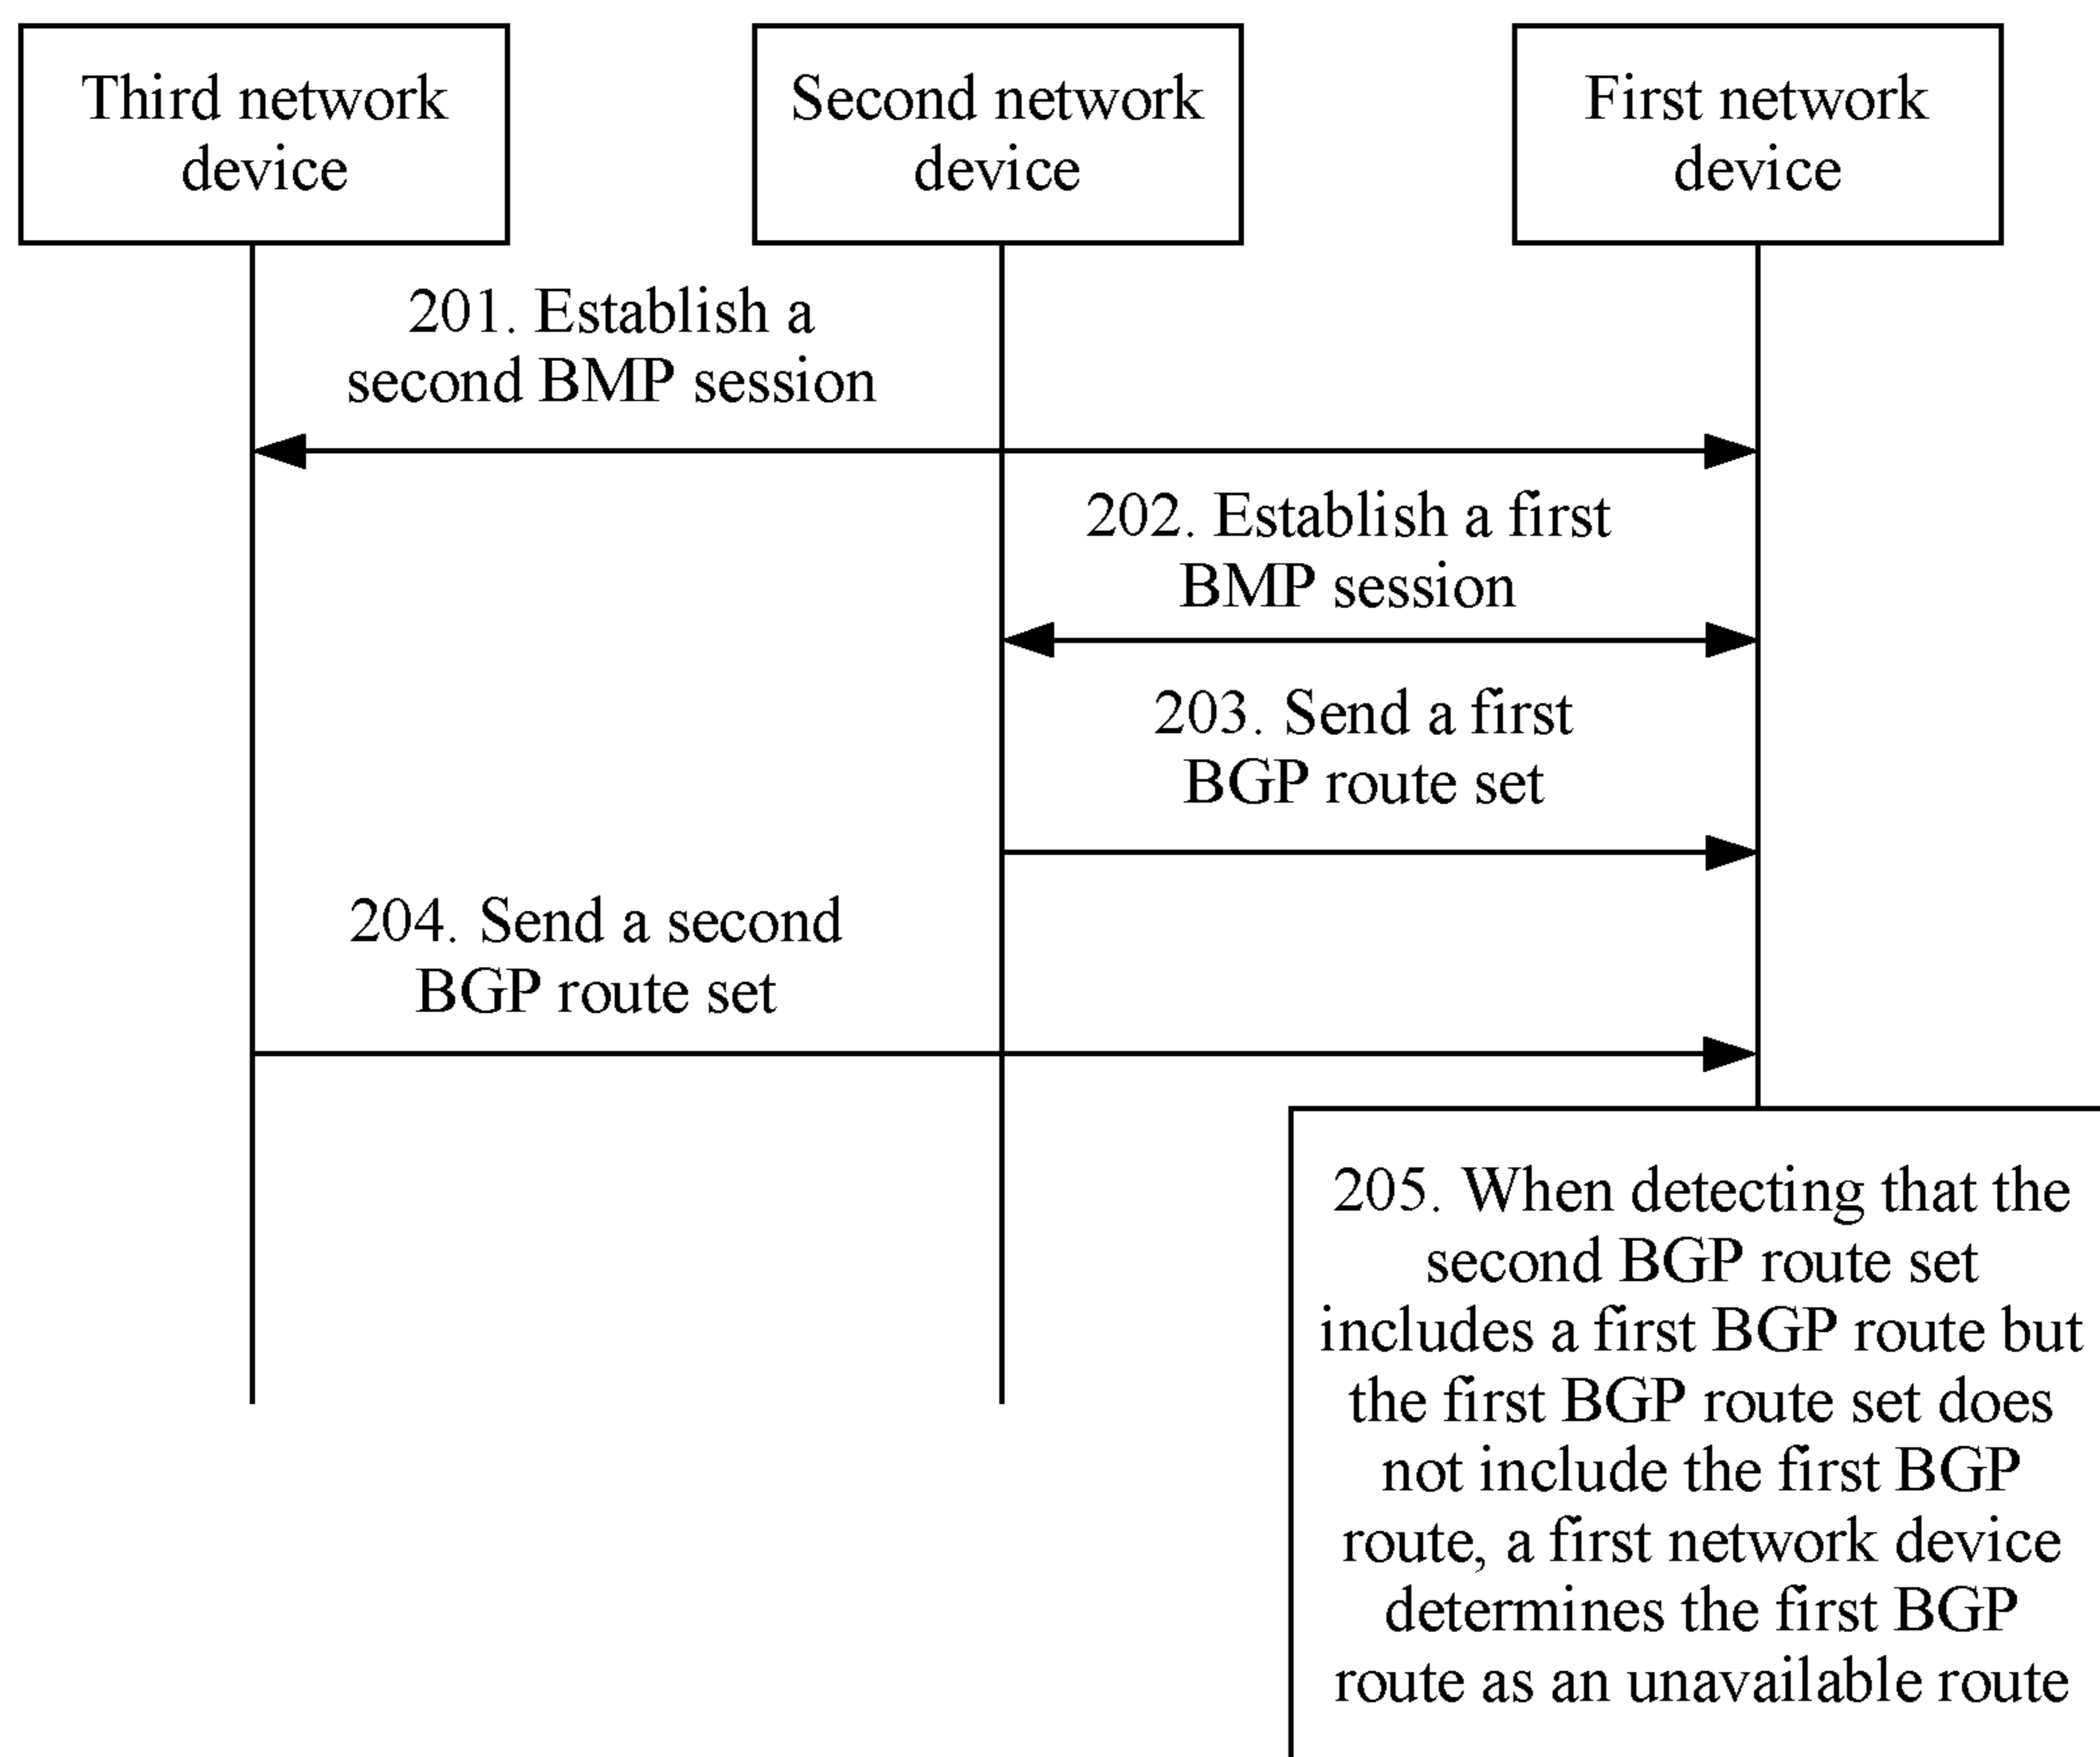 Third network
device
Second network
device
First network
device
201. Establish a
second BMP session
202. Establish a first
BMP session
203. Send a first
BGP route set
204. Send a second
BGP route set
205. When detecting that the
second BGP route set
includes a first BGP route but
the first BGP route set does
not include the first BGP
route, a first network device
determines the first BGP
route as an unavailable route